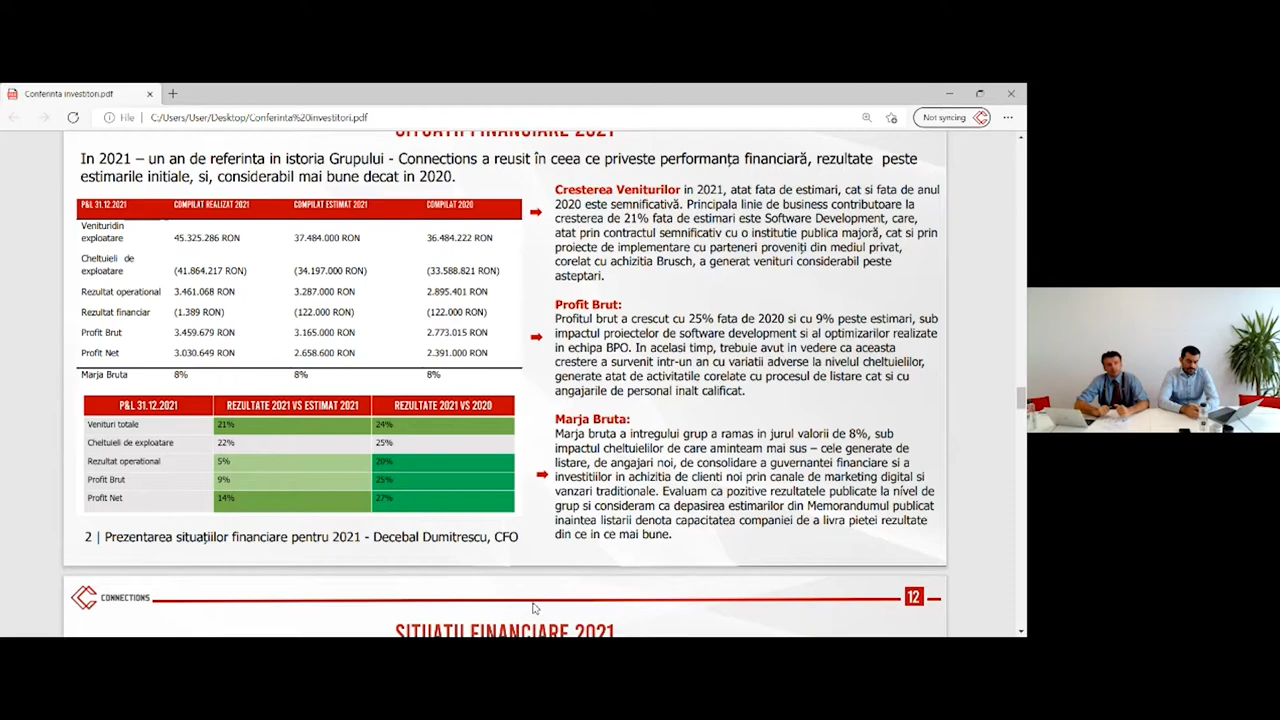 Conferinta investitori.pdf
File
C:/Users/User/Desktop/Conferinta%20investitori.pdf
Not syncing
SITUATII FINANCIARE 2021
In 2021 – un an de referinta in istoria Grupului - Connections a reusit în ceea ce priveste performanța financiară, rezultate peste
estimarile initiale, si, considerabil mai bune decat in 2020.
P&L 31.12.2021 COMPILAT REALIZAT 2021 COMPILAT ESTIMAT 2021 COMPILAT 2020
Venituridin
exploatare 45.325.286 RON 37.484.000 RON 36.484.222 RON
Cheltuieli de
exploatare (41.864.217 RON) (34.197.000 RON) (33.588.821 RON)
Rezultat operational 3.461.068 RON 3.287.000 RON 2.895.401 RON
Rezultat financiar (1.389 RON) (122.000 RON) (122.000 RON)
Profit Brut 3.459.679 RON 3.165.000 RON 2.773.015 RON
Profit Net 3.030.649 RON 2.658.600 RON 2.391.000 RON
Marja Bruta 8% 8% 8%
P&L 31.12.2021 REZULTATE 2021 VS ESTIMAT 2021 REZULTATE 2021 VS 2020
Venituri totale 21% 24%
Cheltuieli de exploatare 22% 25%
Rezultat operational 5% 20%
Profit Brut 9% 25%
Profit Net 14% 27%
2 | Prezentarea situațiilor financiare pentru 2021 - Decebal Dumitrescu, CFO
Cresterea Veniturilor in 2021, atat fata de estimari, cat si fata de anul
2020 este semnificativă. Principala linie de business contributoare la
cresterea de 21% fata de estimari este Software Development, care,
atat prin contractul semnificativ cu o institutie publica majoră, cat si prin
proiecte de implementare cu parteneri proveniți din mediul privat,
corelat cu achizitia Brusch, a generat venituri considerabil peste
asteptari.
Profit Brut:
Profitul brut a crescut cu 25% fata de 2020 si cu 9% peste estimari, sub
impactul proiectelor de software development si al optimizarilor realizate
in echipa BPO. In acelasi timp, trebuie avut in vedere ca aceasta
crestere a survenit intr-un an cu variatii adverse la nivelul cheltuielilor,
generate atat de activitatile corelate cu procesul de listare cat si cu
angajarile de personal inalt calificat.
Marja Bruta:
Marja bruta a intregului grup a ramas in jurul valorii de 8%, sub
impactul cheltuielilor de care aminteam mai sus – cele generate de
listare, de angajari noi, de consolidare a guvernantei financiare si a
investitiilor in achizitia de clienti noi prin canale de marketing digital si
vanzari traditionale. Evaluam ca pozitive rezultatele publicate la nível de
grup si consideram ca depasirea estimarilor din Memorandumul publicat
inaintea listarii denota capacitatea companiei de a livra pietei rezultate
din ce in ce mai bune.
CONNECTIONS
12
SITUATII FINANCIARE 2021